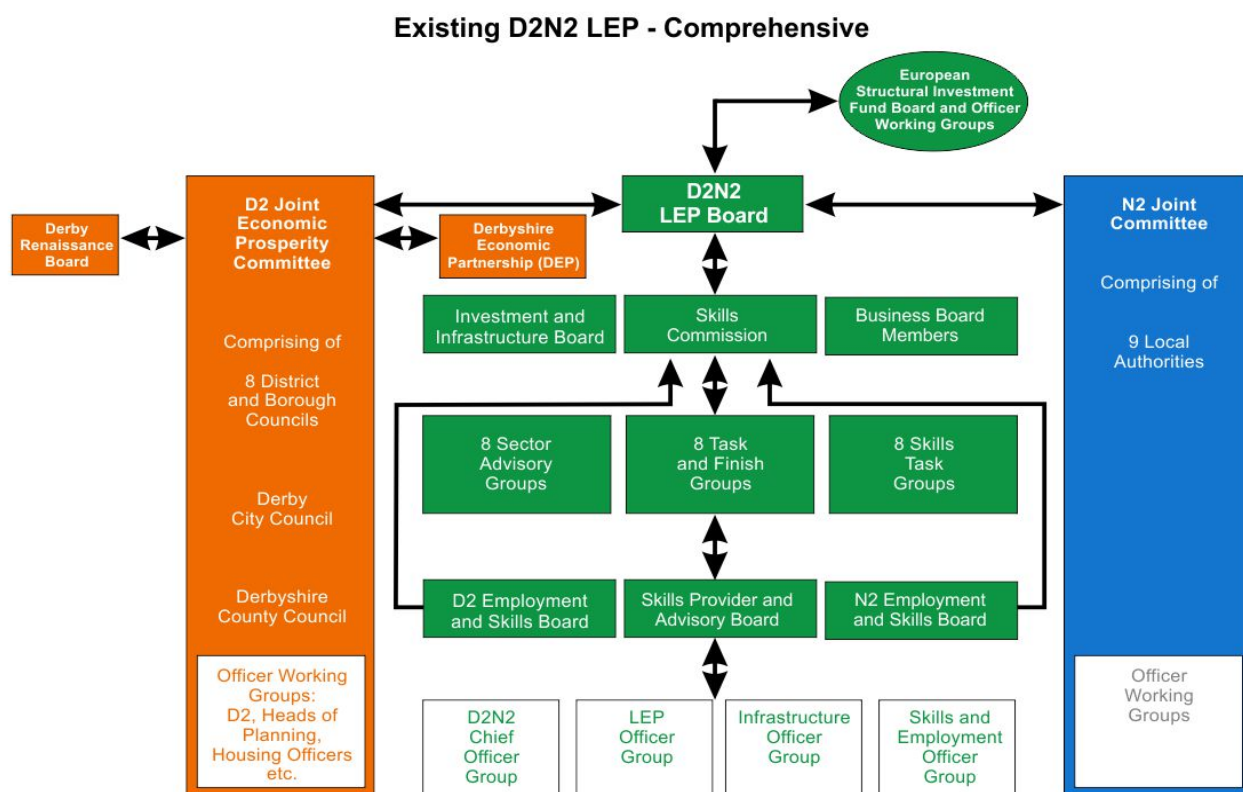 Existing D2N2 LEP - Comprehensive
European
Structural Investment
Fund Board and Officer
Working Groups
D2N2
LEP Board
D2 Joint
Economic
Prosperity
Committee
Comprising of
8 District
and Borough
Councils
Derby
City Council
Derbyshire
County Council
Officer Working
Groups:
D2, Heads of
Planning,
Housing Officers
etc.
Derby
Renaissance
Board
Derbyshire
Economic
Partnership (DEP)
N2 Joint
Committee
Comprising of
9 Local
Authorities
Officer
Working
Groups
Investment and
Infrastructure Board
Skills
Commission
Business Board
Members
8 Sector
Advisory
Groups
8 Task
and Finish
Groups
8 Skills
Task
Groups
D2 Employment
and Skills Board
Skills Provider and
Advisory Board
N2 Employment
and Skills Board
D2N2
Chief
Officer
Group
LEP
Officer
Group
Infrastructure
Officer
Group
Skills and
Employment
Officer
Group